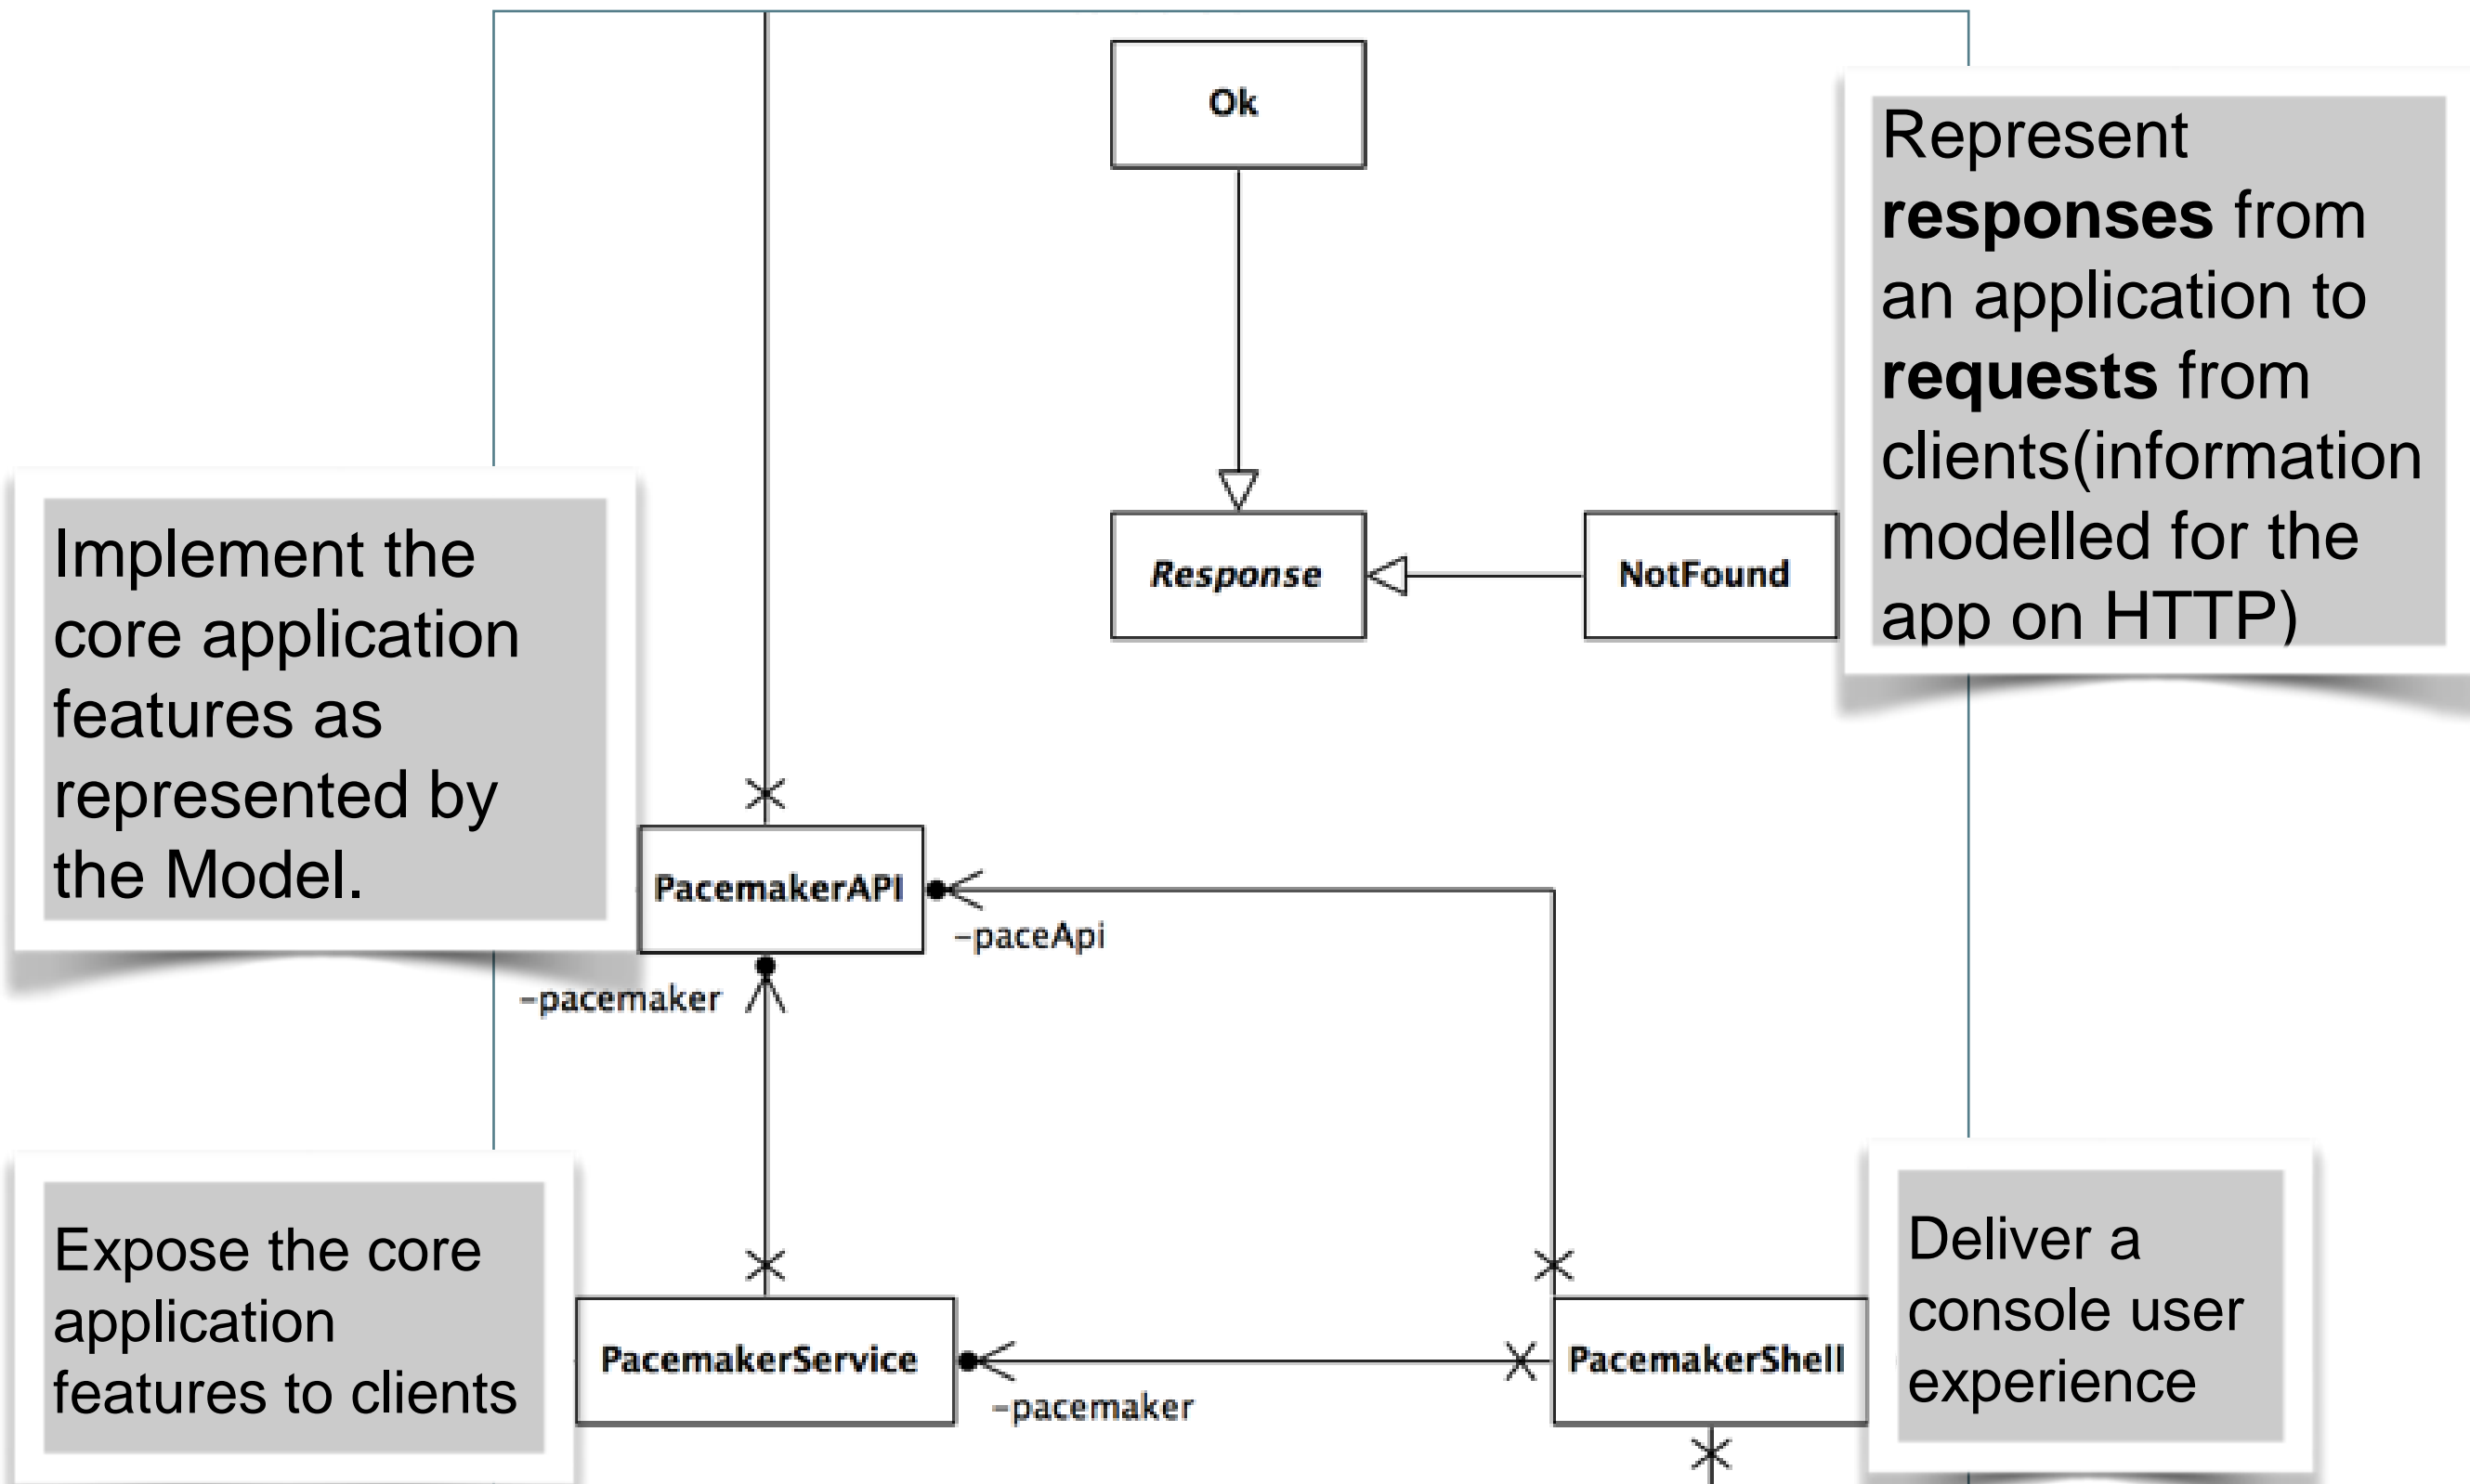 Ok
Represent
responses from
an application to
requests from
clients(information
modelled for the
app on HTTP)
Implement the
core application
features as
represented by
the Model.
Response
NotFound
PacemakerAPI
-paceApi
-pacemaker
Expose the core
application
features to clients
PacemakerService
-pacemaker
PacemakerShell
Deliver a
console user
experience